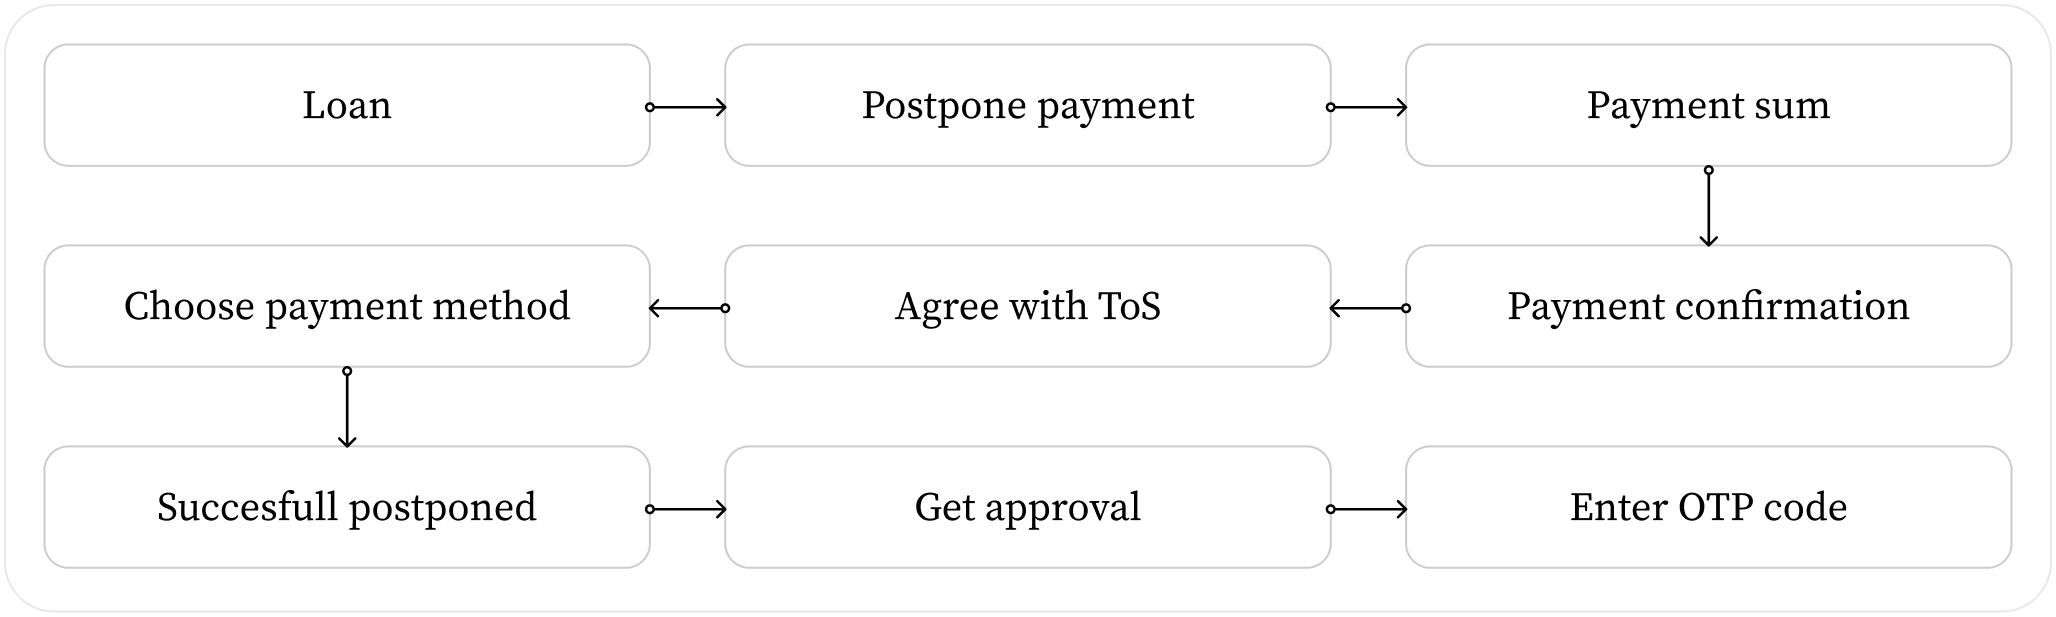 Loan
Postpone payment
Payment sum
Choose payment method
Agree with ToS
Payment confirmation
Succesfull postponed
Get approval
Enter OTP code